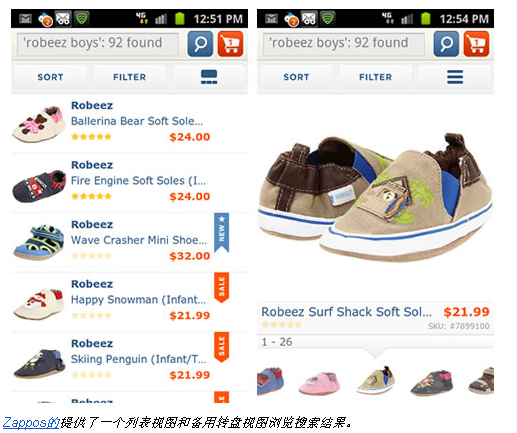 4G 12:51 PM
'robeez boys': 92 found
1
SORT FILTER
Robeez
Ballerina Bear Soft Sole...
$24.00
Robeez
Fire Engine Soft Soles (I...
$24.00
Robeez
Wave Crasher Mini Shoe...
$32.00
NEW
Robeez
Happy Snowman (Infant...
$21.99
SALE
Robeez
Skiing Penguin (Infant/T...
$21.99
SALE
4G 12:54 PM
'robeez boys': 92 found
1
SORT FILTER
Robeez Surf Shack Soft Sol... $21.99
SKU: #7899100
1 - 26
Zappos的提供了一个列表视图和备用转盘视图浏览搜索结果。